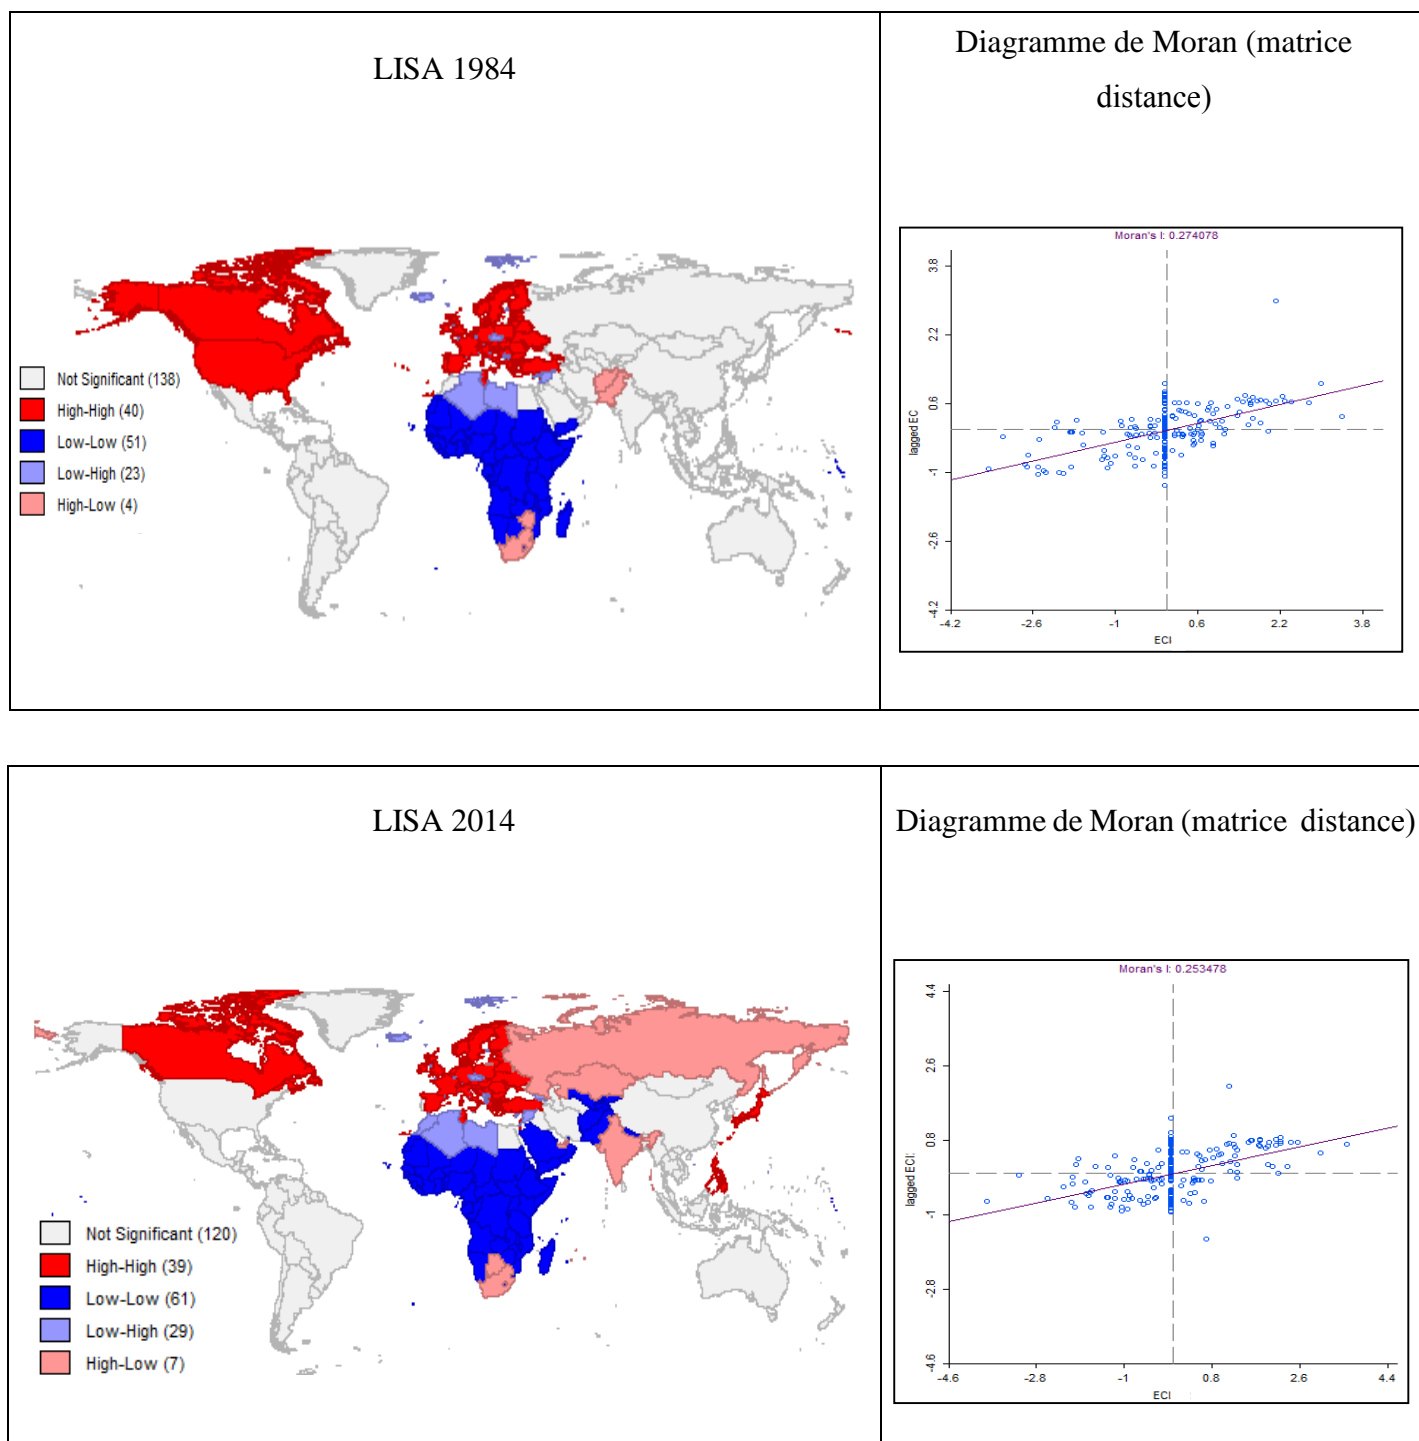 LISA 1984
Diagramme de Moran (matrice
distance)
Not Significant (138)
High-High (40)
Low-Low (51)
Low-High (23)
High-Low (4)
Moran's I: 0.274078
3.8
2.2
0.6
-1
-2.6
-4.2
lagged EC
-4.2 -2.6 -1 0.6 2.2 3.8
ECI
LISA 2014
Diagramme de Moran (matrice distance)
Not Significant (120)
High-High (39)
Low-Low (61)
Low-High (29)
High-Low (7)
Moran's I: 0.253478
4.4
2.6
0.8
-1
-2.8
-4.6
lagged ECI
-4.6 -2.8 -1 0.8 2.6 4.4
ECI